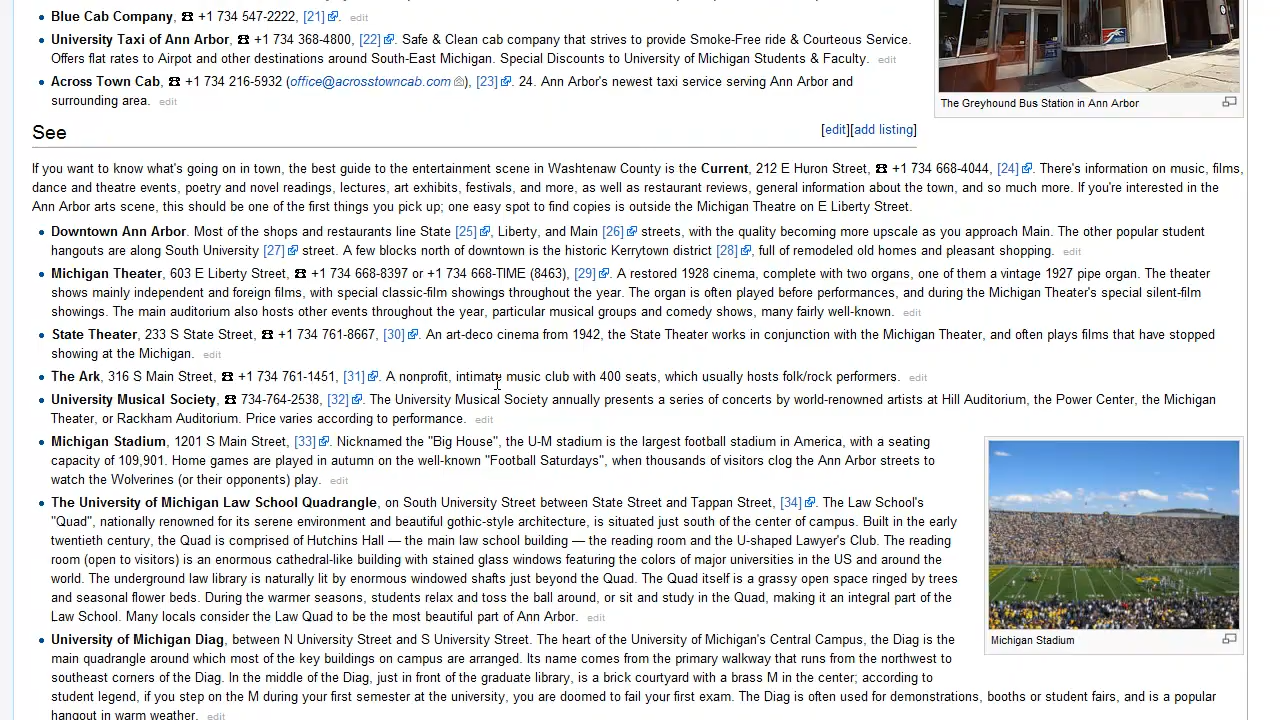 Blue Cab Company, ☎ +1 734 547-2222, [21]. edit
University Taxi of Ann Arbor, ☎ +1 734 368-4800, [22]. Safe & Clean cab company that strives to provide Smoke-Free ride & Courteous Service.
Offers flat rates to Airpot and other destinations around South-East Michigan. Special Discounts to University of Michigan Students & Faculty. edit
Across Town Cab, ☎ +1 734 216-5932 (office@acrosstowncab.com), [23]. 24. Ann Arbor's newest taxi service serving Ann Arbor and
surrounding area. edit
The Greyhound Bus Station in Ann Arbor
See [edit][add listing]
If you want to know what's going on in town, the best guide to the entertainment scene in Washtenaw County is the Current, 212 E Huron Street, ☎ +1 734 668-4044, [24]. There's information on music, films,
dance and theatre events, poetry and novel readings, lectures, art exhibits, festivals, and more, as well as restaurant reviews, general information about the town, and so much more. If you're interested in the
Ann Arbor arts scene, this should be one of the first things you pick up; one easy spot to find copies is outside the Michigan Theatre on E Liberty Street.
Downtown Ann Arbor. Most of the shops and restaurants line State [25], Liberty, and Main [26] streets, with the quality becoming more upscale as you approach Main. The other popular student
hangouts are along South University [27] street. A few blocks north of downtown is the historic Kerrytown district [28], full of remodeled old homes and pleasant shopping. edit
Michigan Theater, 603 E Liberty Street, ☎ +1 734 668-8397 or +1 734 668-TIME (8463), [29]. A restored 1928 cinema, complete with two organs, one of them a vintage 1927 pipe organ. The theater
shows mainly independent and foreign films, with special classic-film showings throughout the year. The organ is often played before performances, and during the Michigan Theater's special silent-film
showings. The main auditorium also hosts other events throughout the year, particular musical groups and comedy shows, many fairly well-known. edit
State Theater, 233 S State Street, ☎ +1 734 761-8667, [30]. An art-deco cinema from 1942, the State Theater works in conjunction with the Michigan Theater, and often plays films that have stopped
showing at the Michigan. edit
The Ark, 316 S Main Street, ☎ +1 734 761-1451, [31]. A nonprofit, intimate music club with 400 seats, which usually hosts folk/rock performers. edit
University Musical Society, ☎ 734-764-2538, [32]. The University Musical Society annually presents a series of concerts by world-renowned artists at Hill Auditorium, the Power Center, the Michigan
Theater, or Rackham Auditorium. Price varies according to performance. edit
Michigan Stadium, 1201 S Main Street, [33]. Nicknamed the "Big House", the U-M stadium is the largest football stadium in America, with a seating
capacity of 109,901. Home games are played in autumn on the well-known "Football Saturdays", when thousands of visitors clog the Ann Arbor streets to
watch the Wolverines (or their opponents) play. edit
The University of Michigan Law School Quadrangle, on South University Street between State Street and Tappan Street, [34]. The Law School's
"Quad", nationally renowned for its serene environment and beautiful gothic-style architecture, is situated just south of the center of campus. Built in the early
twentieth century, the Quad is comprised of Hutchins Hall — the main law school building — the reading room and the U-shaped Lawyer's Club. The reading
room (open to visitors) is an enormous cathedral-like building with stained glass windows featuring the colors of major universities in the US and around the
world. The underground law library is naturally lit by enormous windowed shafts just beyond the Quad. The Quad itself is a grassy open space ringed by trees
and seasonal flower beds. During the warmer seasons, students relax and toss the ball around, or sit and study in the Quad, making it an integral part of the
Law School. Many locals consider the Law Quad to be the most beautiful part of Ann Arbor. edit
Michigan Stadium
University of Michigan Diag, between N University Street and S University Street. The heart of the University of Michigan's Central Campus, the Diag is the
main quadrangle around which most of the key buildings on campus are arranged. Its name comes from the primary walkway that runs from the northwest to
southeast corners of the Diag. In the middle of the Diag, just in front of the graduate library, is a brick courtyard with a brass M in the center; according to
student legend, if you step on the M during your first semester at the university, you are doomed to fail your first exam. The Diag is often used for demonstrations, booths or student fairs, and is a popular
hangout in warm weather. edit